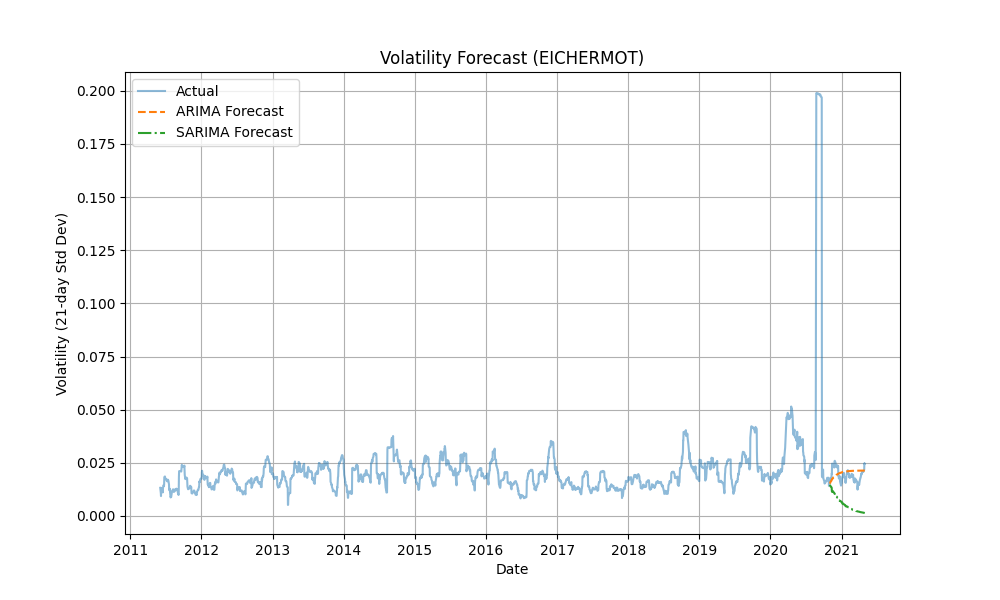 Volatility Forecast (EICHERMOT)
Actual
ARIMA Forecast
SARIMA Forecast
0.200
0.175
0.150
0.125
0.100
0.075
0.050
0.025
0.000
Volatility (21-day Std Dev)
2011 2012 2013 2014 2015 2016 2017 2018 2019 2020 2021
Date